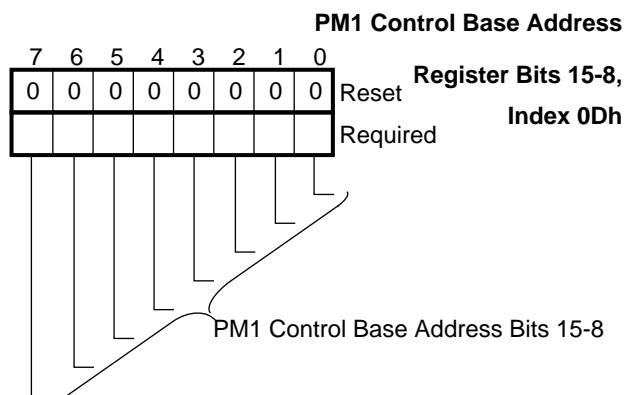 PM1 Control Base Address
Register Bits 15-8,
Index 0Dh
7 6 5 4 3 2 1 0
0 0 0 0 0 0 0 0 Reset
Required
PM1 Control Base Address Bits 15-8